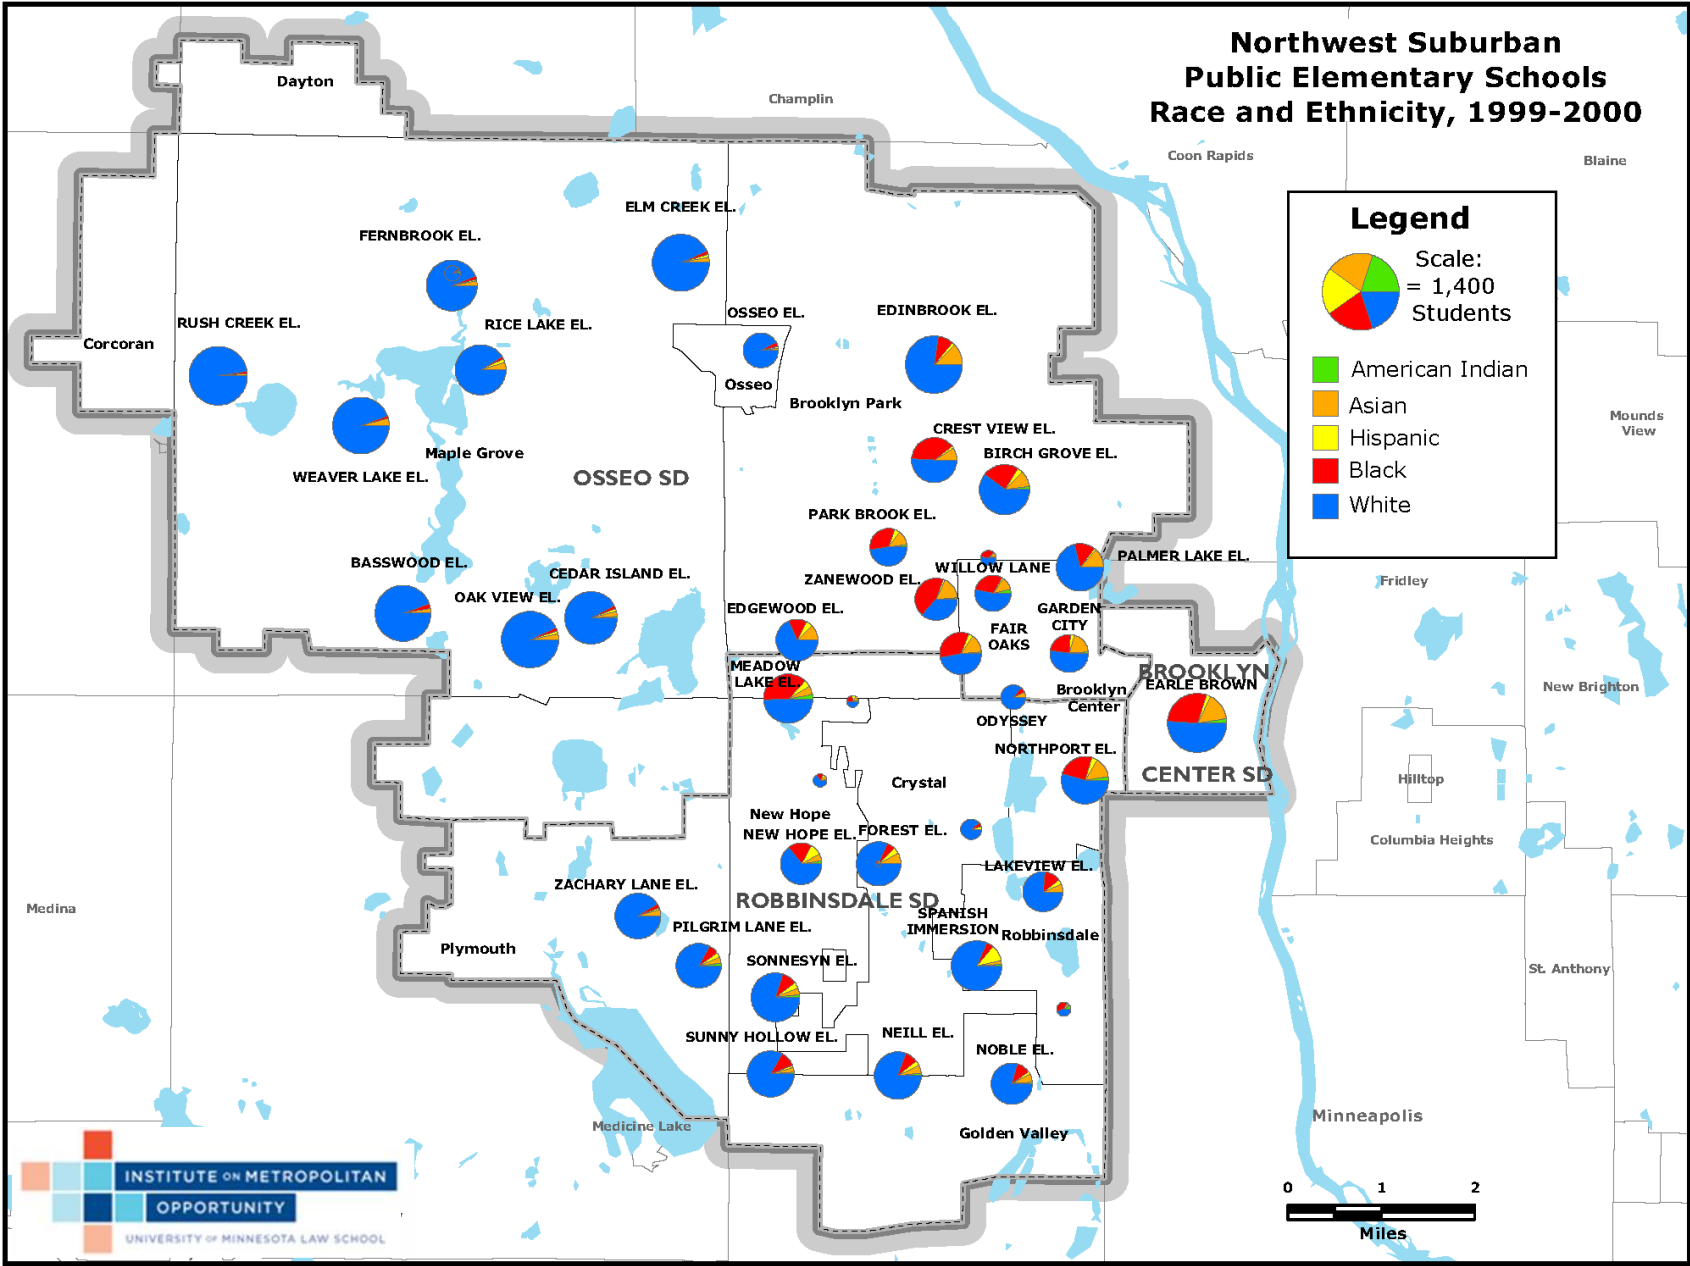 Northwest Suburban
Public Elementary Schools
Race and Ethnicity, 1999-2000
Dayton
Champlin
Coon Rapids
Blaine
Legend
Scale:
= 1,400
Students
American Indian
Asian
Hispanic
Black
White
ELM CREEK EL.
FERNBROOK EL.
RUSH CREEK EL.
RICE LAKE EL.
OSSEO EL.
EDINBROOK EL.
Corcoran
Osseo
Brooklyn Park
Mounds
View
CREST VIEW EL.
BIRCH GROVE EL.
Maple Grove
WEAVER LAKE EL.
OSSEO SD
PARK BROOK EL.
PALMER LAKE EL.
BASSWOOD EL.
CEDAR ISLAND EL.
WILLOW LANE
ZANEWOOD EL.
Fridley
OAK VIEW EL.
EDGEWOOD EL.
GARDEN
CITY
FAIR
OAKS
MEADOW
LAKE EL.
BROOKLYN
EARLE BROWN
New Brighton
Brooklyn
Center
ODYSSEY
NORTHPORT EL.
CENTER SD
Crystal
Hilltop
New Hope
NEW HOPE EL.
FOREST EL.
Columbia Heights
LAKEVIEW EL.
ZACHARY LANE EL.
ROBBINSDALE SD
Medina
SPANISH
IMMERSION
PILGRIM LANE EL.
Robbinsdale
Plymouth
SONNESYN EL.
St. Anthony
SUNNY HOLLOW EL.
NEILL EL.
NOBLE EL.
Medicine Lake
Golden Valley
Minneapolis
INSTITUTE ON METROPOLITAN
OPPORTUNITY
UNIVERSITY OF MINNESOTA LAW SCHOOL
0 1 2
Miles